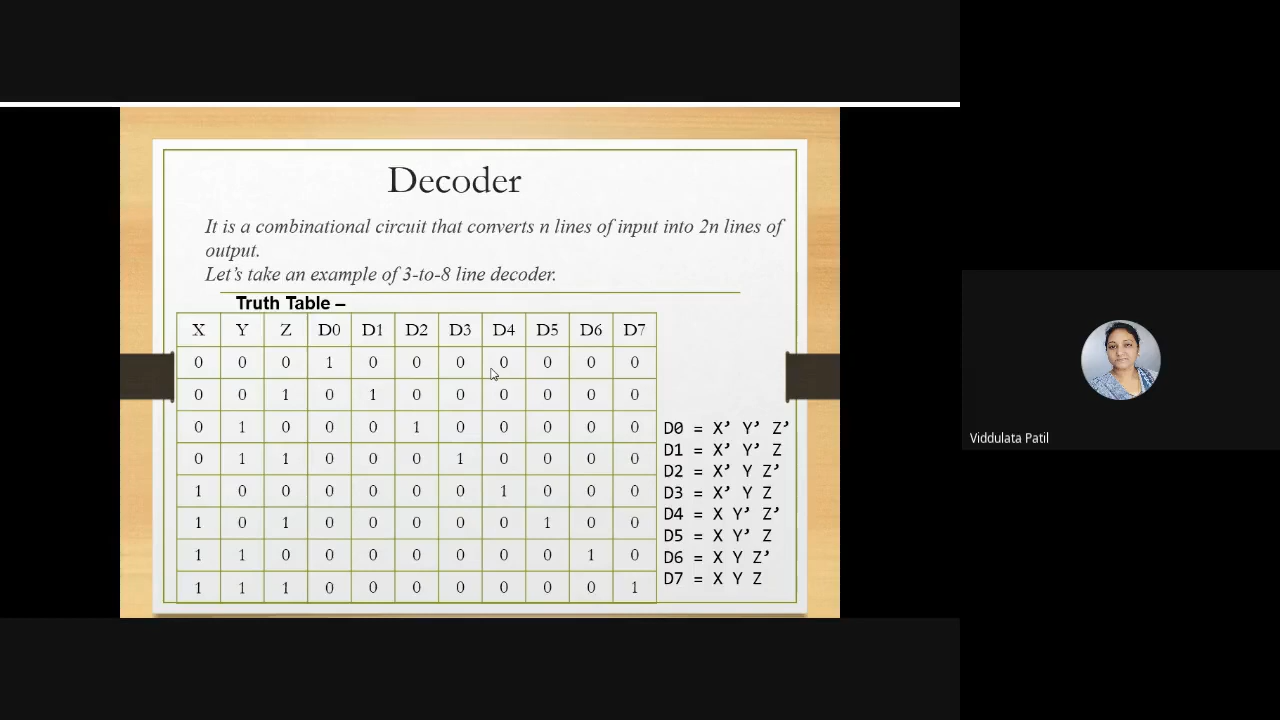 Decoder
It is a combinational circuit that converts n lines of input into 2n lines of
output.
Let's take an example of 3-to-8 line decoder.
Truth Table –
X Y Z D0 D1 D2 D3 D4 D5 D6 D7
0 0 0 1 0 0 0 0 0 0
0 0 1 0 1 0 0 0 0 0 0
0 1 0 0 0 1 0 0 0 0 0
0 1 1 0 0 0 1 0 0 0 0
1 0 0 0 0 0 0 1 0 0 0
1 0 1 0 0 0 0 0 1 0 0
1 1 0 0 0 0 0 0 0 1 0
1 1 1 0 0 0 0 0 0 0 1
D0 = X’ Y’ Z’
D1 = X’ Y’ Z
D2 = X’ Y Z’
D3 = X’ Y Z
D4 = X Y’ Z’
D5 = X Y’ Z
D6 = X Y Z’
D7 = X Y Z
Viddulata Patil